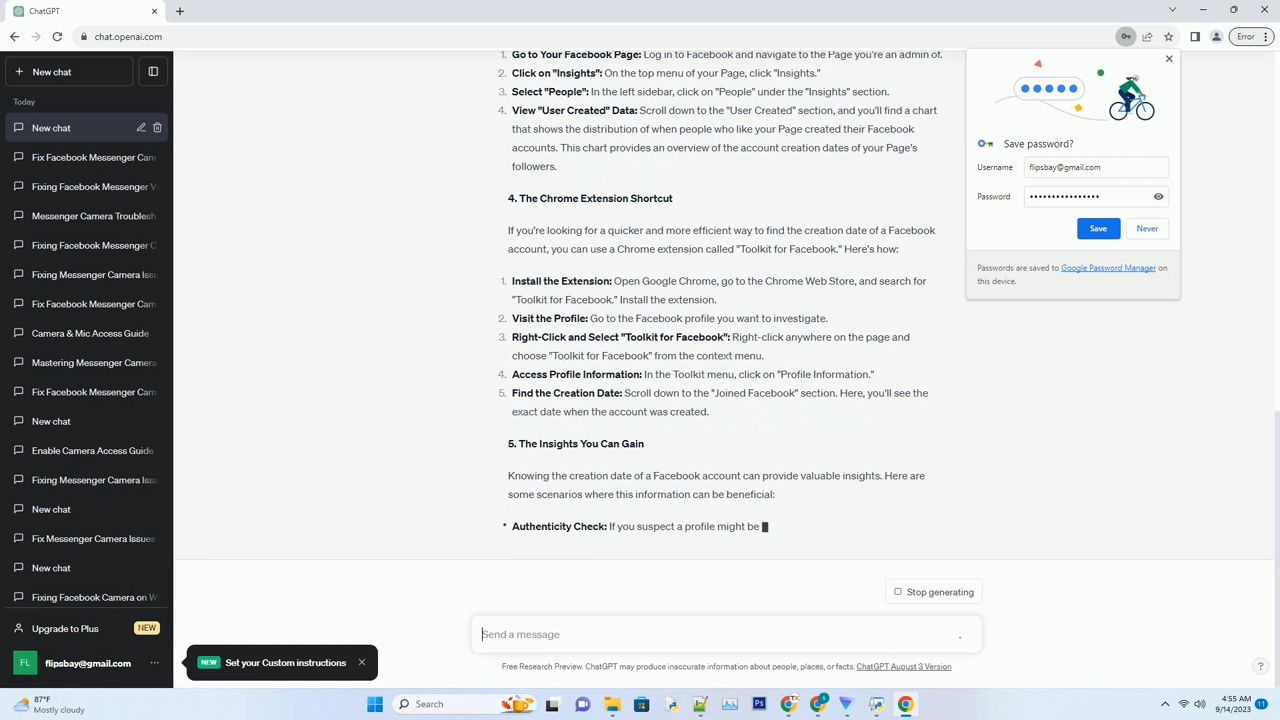 ChatGPT
chat.openai.com
Error
New chat
Today
New chat
Fix Facebook Messenger Cam
Fixing Facebook Messenger Vi
Messenger Camera Troublesh
Fixing Facebook Messenger C
Fixing Messenger Camera Issu
Fix Facebook Messenger Cam
Camera & Mic Access Guide
Mastering Messenger Camera
Fix Facebook Messenger Cam
New chat
Enable Camera Access Guide
Fixing Messenger Camera Issu
New chat
Fix Messenger Camera Issues
New chat
Fixing Facebook Camera on W
Upgrade to Plus
NEW
FL
flipsbay@gmail.com
NEW
Set your Custom instructions
1. Go to Your Facebook Page: Log in to Facebook and navigate to the Page you're an admin of.
2. Click on "Insights": On the top menu of your Page, click "Insights."
3. Select "People": In the left sidebar, click on "People" under the "Insights" section.
4. View "User Created" Data: Scroll down to the "User Created" section, and you'll find a chart
that shows the distribution of when people who like your Page created their Facebook
accounts. This chart provides an overview of the account creation dates of your Page's
followers.
4. The Chrome Extension Shortcut
If you're looking for a quicker and more efficient way to find the creation date of a Facebook
account, you can use a Chrome extension called "Toolkit for Facebook." Here's how:
1. Install the Extension: Open Google Chrome, go to the Chrome Web Store, and search for
"Toolkit for Facebook." Install the extension.
2. Visit the Profile: Go to the Facebook profile you want to investigate.
3. Right-Click and Select "Toolkit for Facebook": Right-click anywhere on the page and
choose "Toolkit for Facebook" from the context menu.
4. Access Profile Information: In the Toolkit menu, click on "Profile Information."
5. Find the Creation Date: Scroll down to the "Joined Facebook" section. Here, you'll see the
exact date when the account was created.
5. The Insights You Can Gain
Knowing the creation date of a Facebook account can provide valuable insights. Here are
some scenarios where this information can be beneficial:
• Authenticity Check: If you suspect a profile might be
Stop generating
Send a message
Free Research Preview. ChatGPT may produce inaccurate information about people, places, or facts. ChatGPT August 3 Version
?
Save password?
Username
flipsbay@gmail.com
Password
••••••••••••••••
Save
Never
Passwords are saved to Google Password Manager on
this device.
87°F
Mostly cloudy
Search
4:55 AM
9/14/2023
11